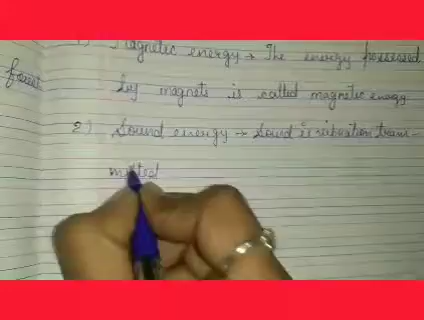 1) Magnetic energy → The energy possessed
by magnets is called magnetic energy
2) Sound energy → Sound is vibration trans-
mitted